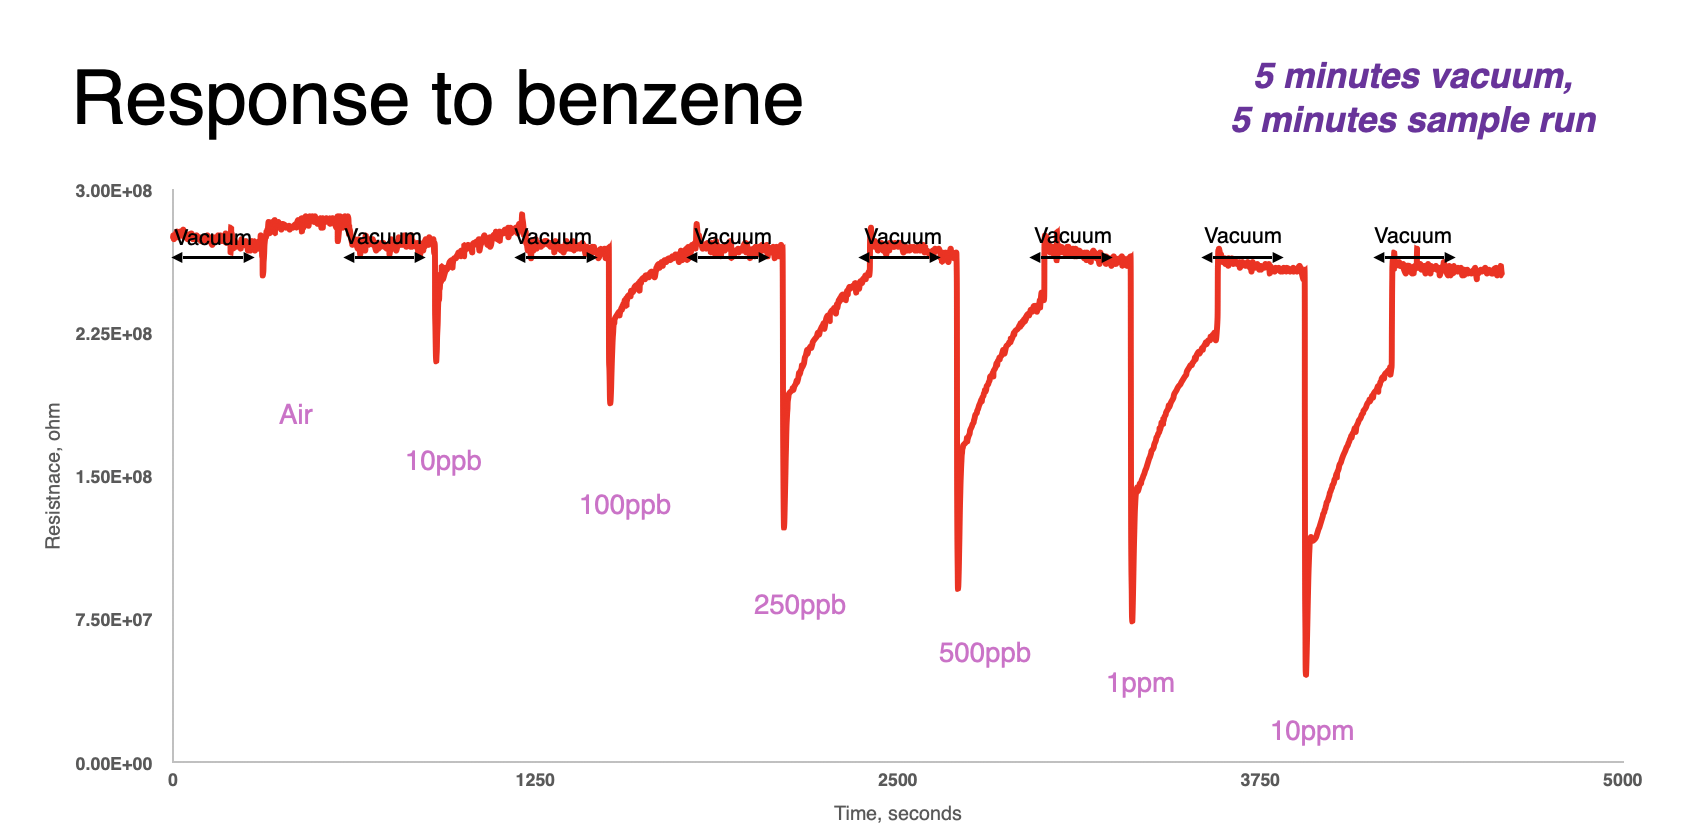 Response to benzene
5 minutes vacuum,
5 minutes sample run
3.00E+08
2.25E+08
1.50E+08
7.50E+07
0.00E+00
Resistnace, ohm
Vacuum
Vacuum
Vacuum
Vacuum
Vacuum
Vacuum
Vacuum
Vacuum
Air
10ppb
100ppb
250ppb
500ppb
1ppm
10ppm
0
1250
2500
3750
5000
Time, seconds